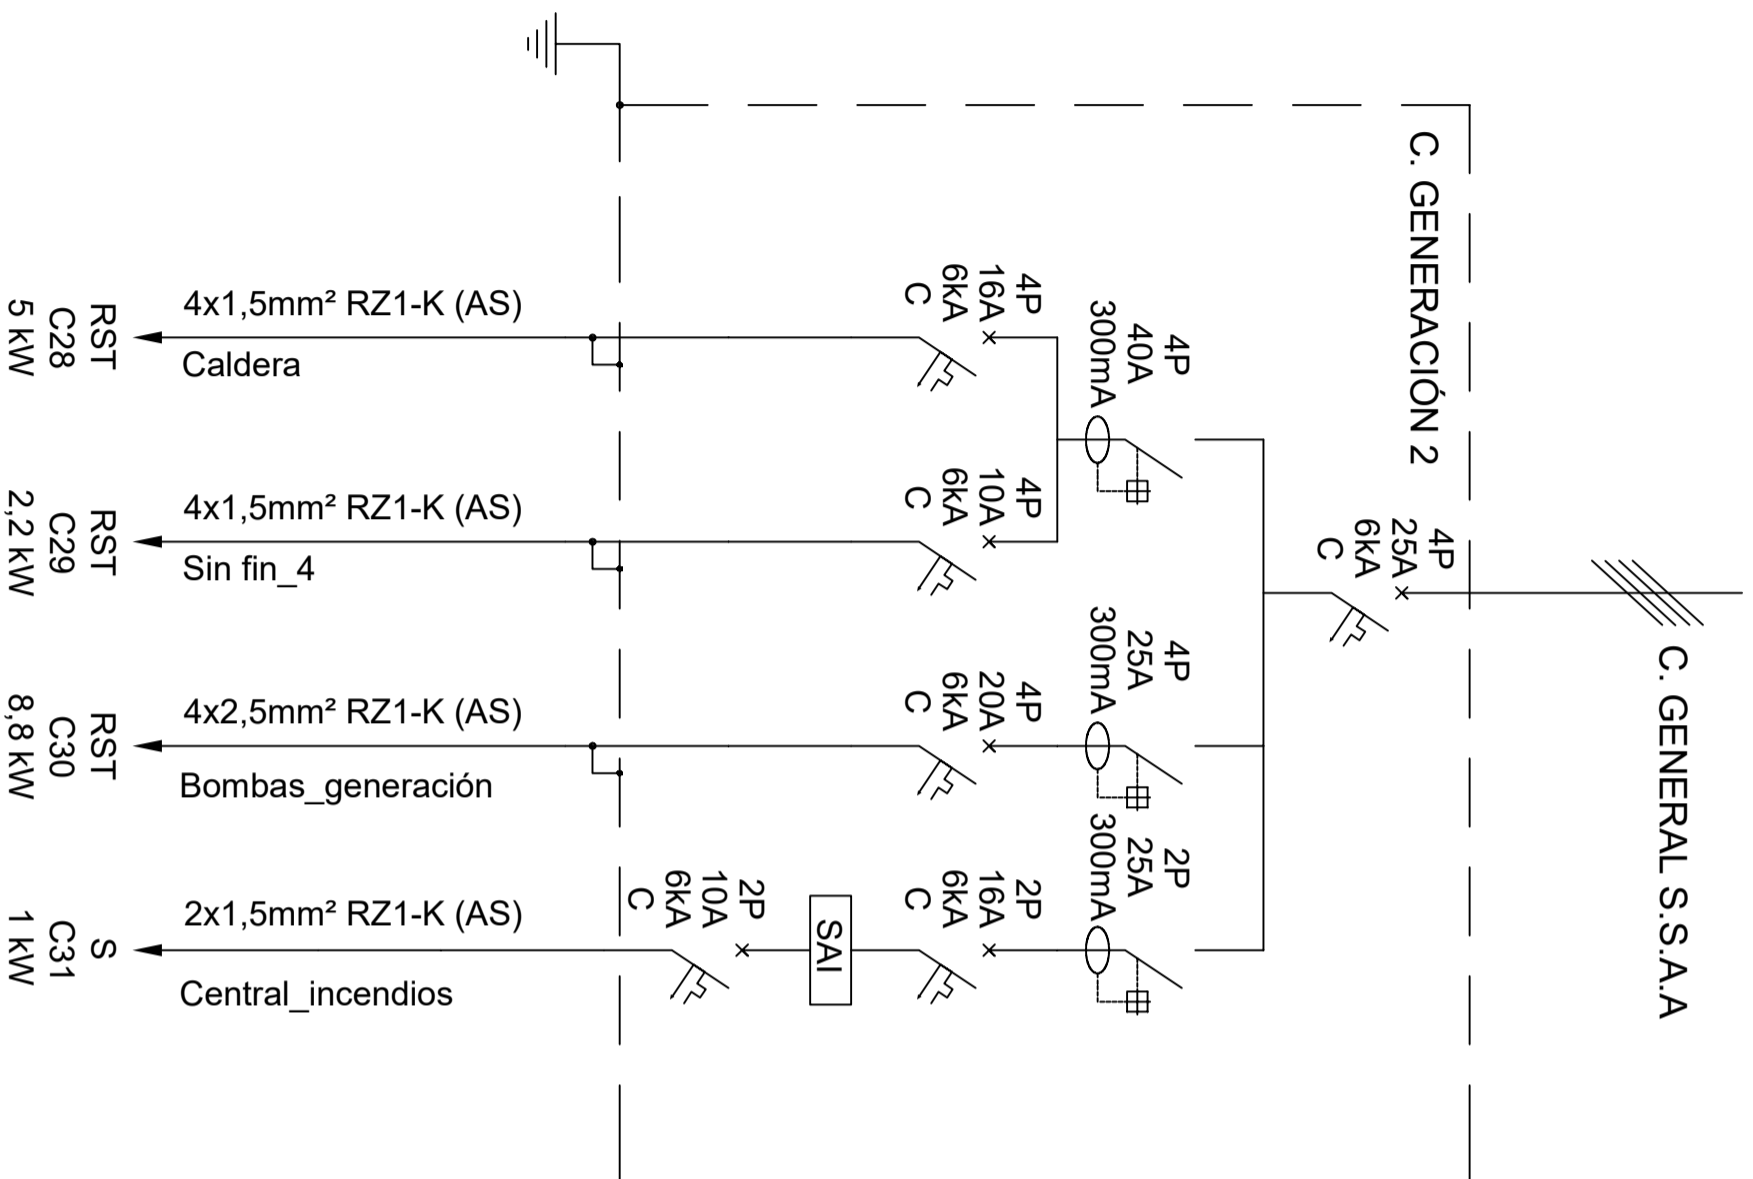 C. GENERAL S.S.A.A
C. GENERACIÓN 2
4P
25A
6kA
C
4P
40A
300mA
4P
16A
6kA
C
4x1,5mm² RZ1-K (AS)
Caldera
RST
C28
5 kW
4P
10A
6kA
C
4x1,5mm² RZ1-K (AS)
Sin fin_4
RST
C29
2,2 kW
4P
25A
300mA
4P
20A
6kA
C
4x2,5mm² RZ1-K (AS)
Bombas_generación
RST
C30
8,8 kW
2P
25A
300mA
2P
16A
6kA
C
SAI
2P
10A
6kA
C
2x1,5mm² RZ1-K (AS)
Central_incendios
S
C31
1 kW